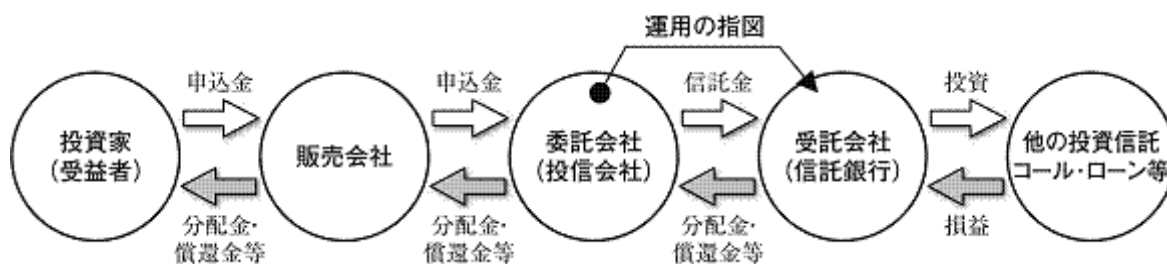 運用の指図
投資家
(受益者)
申込金
分配金・
償還金等
販売会社
申込金
分配金・
償還金等
委託会社
(投信会社)
信託金
分配金・
償還金等
受託会社
(信託銀行)
投資
損益
他の投資信託
コール・ローン等